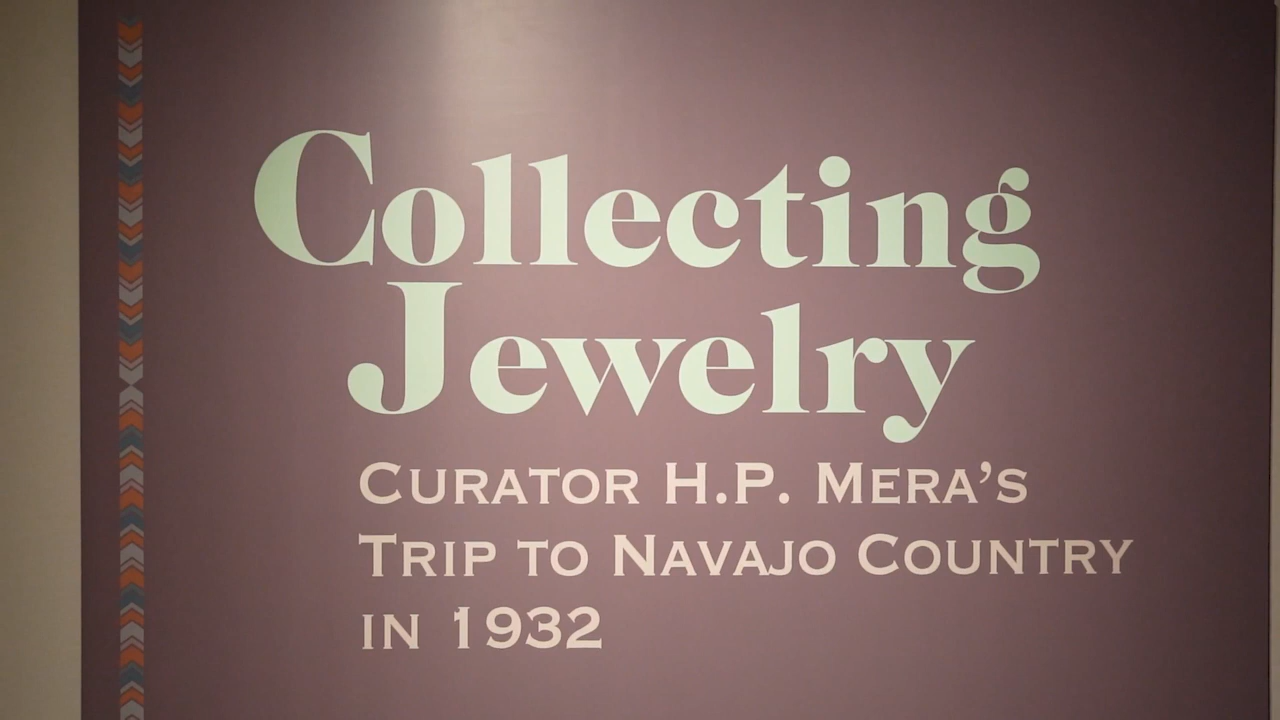 Collecting
Jewelry
Curator H.P. Mera's
Trip to Navajo Country
in 1932